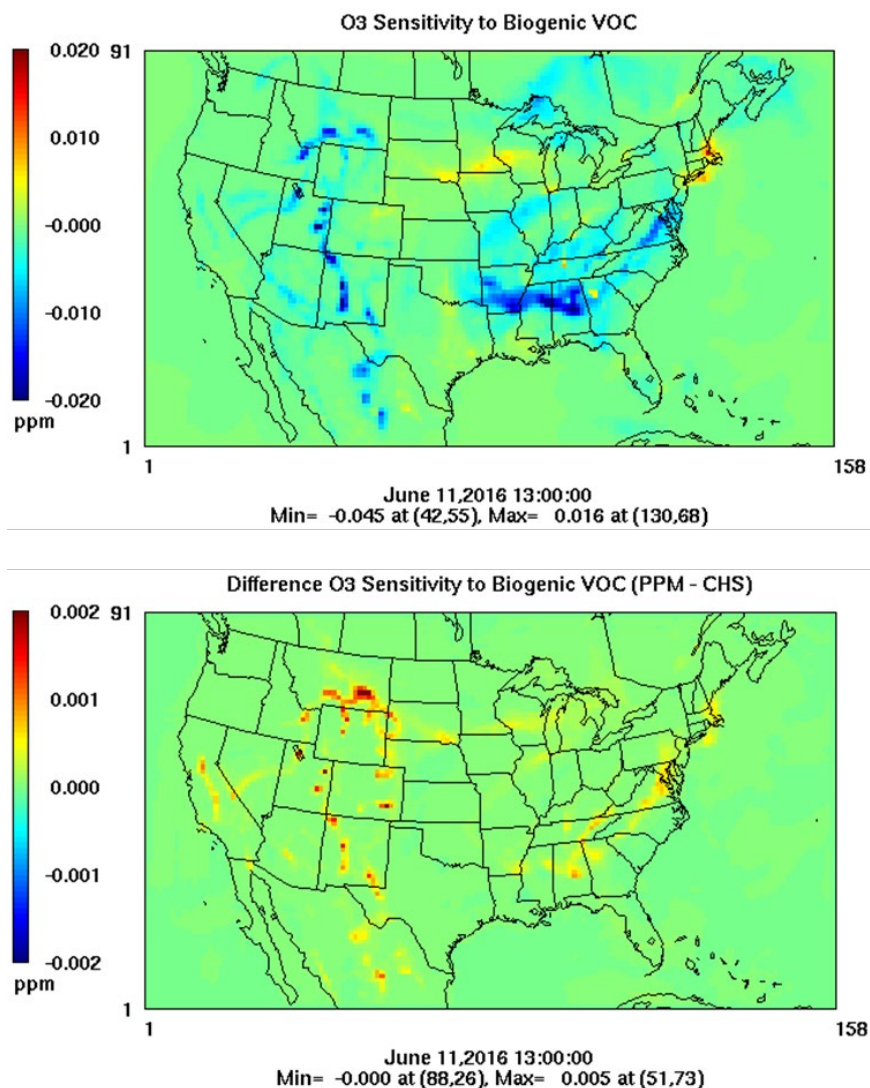 O3 Sensitivity to Biogenic VOC
0.020
0.010
-0.000
-0.010
-0.020
ppm
91
1
1 158
June 11,2016 13:00:00
Min= -0.045 at (42,55), Max= 0.016 at (130,68)
Difference O3 Sensitivity to Biogenic VOC (PPM - CHS)
0.002
0.001
0.000
-0.001
-0.002
ppm
91
1
1 158
June 11,2016 13:00:00
Min= -0.000 at (88,26), Max= 0.005 at (51,73)